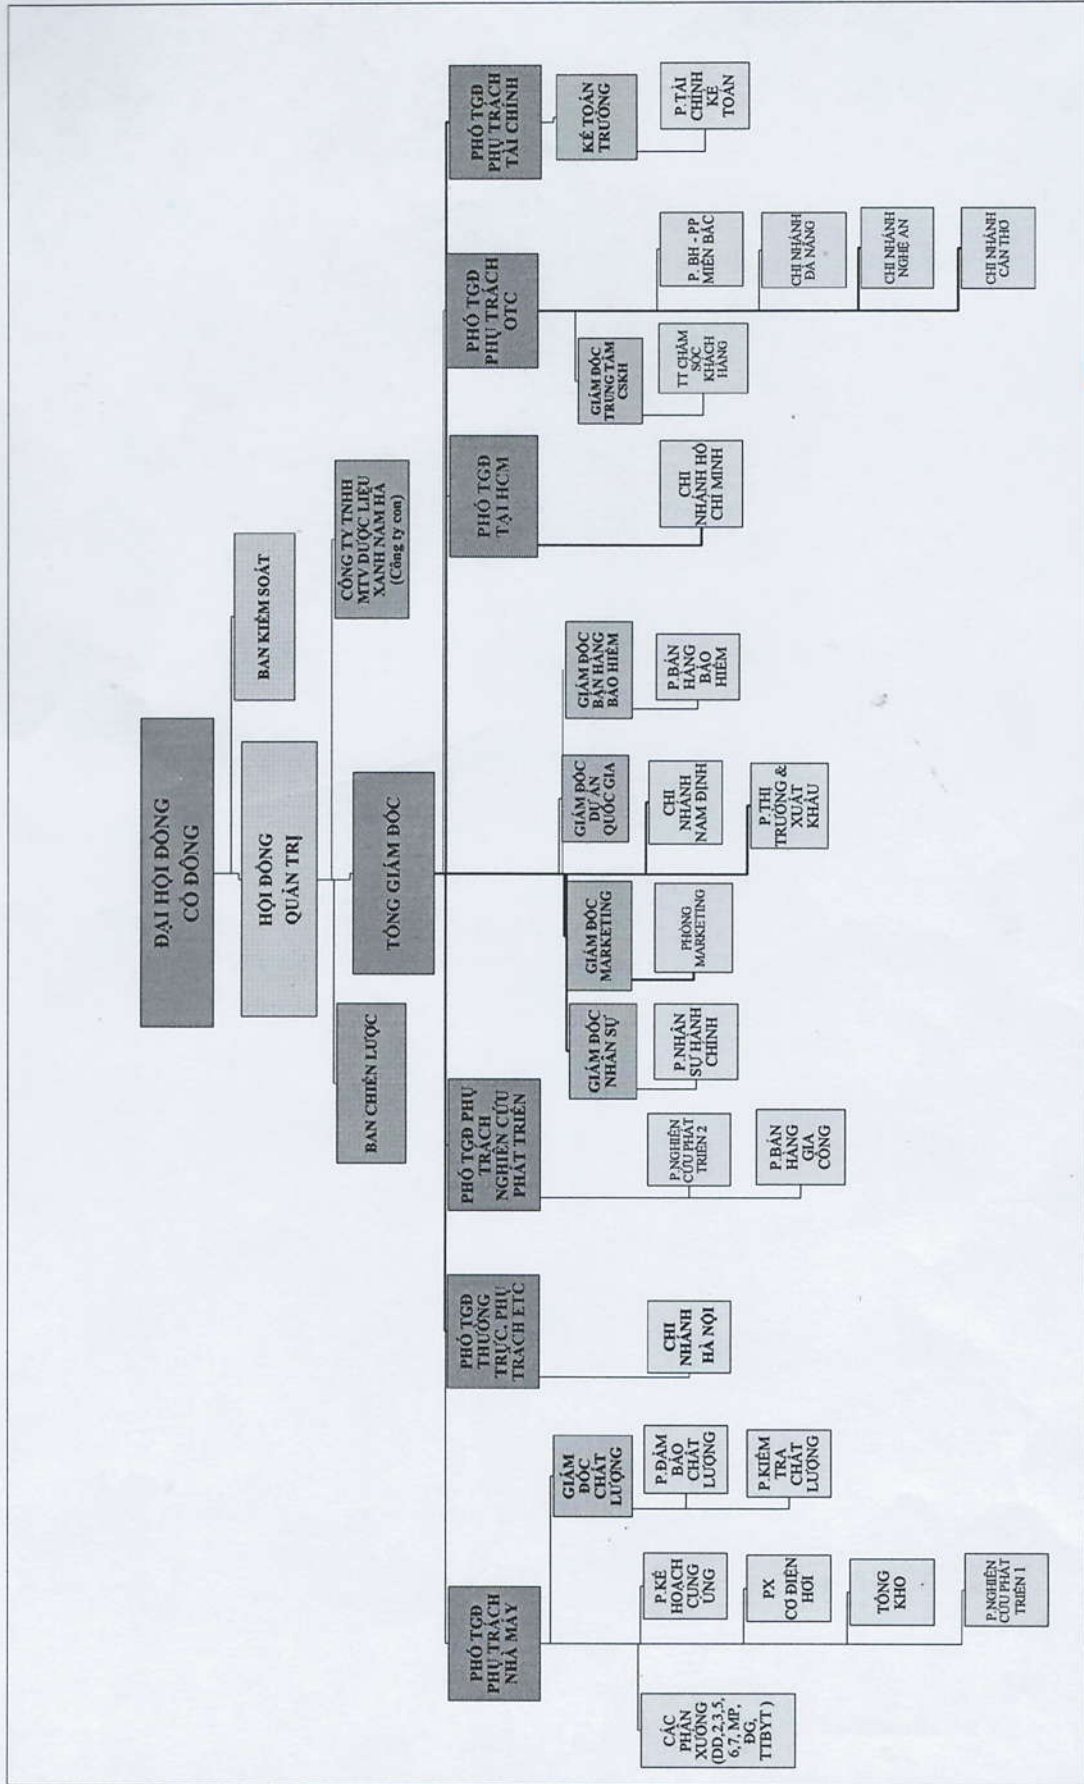 ĐẠI HỘI ĐỒNG
CỔ ĐÔNG
BAN KIỂM SOÁT
HỘI ĐỒNG
QUẢN TRỊ
BAN CHIẾN LƯỢC
CÔNG TY TNHH
MTV DƯỢC LIỆU
XANH NAM HÀ
(Công ty con)
TỔNG GIÁM ĐỐC
PHÓ TGĐ
PHỤ TRÁCH
NHÀ MÁY
PHÓ TGĐ
THƯỜNG
TRỰC, PHỤ
TRÁCH ETC
PHÓ TGĐ PHỤ
TRÁCH
NGHIÊN CỨU
PHÁT TRIỂN
PHÓ TGĐ
TẠI HCM
PHÓ TGĐ
PHỤ TRÁCH
OTC
PHÓ TGĐ
PHỤ TRÁCH
TÀI CHÍNH
GIÁM
ĐỐC
CHẤT
LƯỢNG
GIÁM ĐỐC
NHÂN SỰ
GIÁM ĐỐC
MARKETING
GIÁM ĐỐC
DỰ ÁN
QUỐC GIA
GIÁM ĐỐC
BÁN HÀNG
BẢO HIỂM
GIÁM ĐỐC
TRUNG TÂM
CSKH
KẾ TOÁN
TRƯỞNG
CÁC
PHÂN
XƯỞNG
(DD,2,3,5,
6,7, MP,
ĐG,
TTBYT )
P.KẾ
HOẠCH
CUNG
ỨNG
P.ĐẢM
BẢO
CHẤT
LƯỢNG
CHI
NHÁNH
HÀ NỘI
P.NGHIÊN
CỨU PHÁT
TRIỂN 2
P.NHÂN
SỰ HÀNH
CHÍNH
PHÒNG
MARKETING
CHI
NHÁNH
NAM ĐỊNH
P.BÁN
HÀNG
BẢO
HIỂM
CHI
NHÁNH HỒ
CHÍ MINH
TT CHĂM
SÓC
KHÁCH
HÀNG
P. BH - PP
MIỀN BẮC
P.TÀI
CHÍNH
KẾ
TOÁN
PX
CƠ ĐIỆN
HƠI
P.KIỂM
TRA
CHẤT
LƯỢNG
P.BÁN
HÀNG
GIA
CÔNG
P.THỊ
TRƯỜNG &
XUẤT
KHẨU
CHI NHÁNH
ĐÀ NẴNG
TỔNG
KHO
CHI NHÁNH
NGHỆ AN
P.NGHIÊN
CỨU PHÁT
TRIỂN 1
CHI NHÁNH
CẦN THƠ